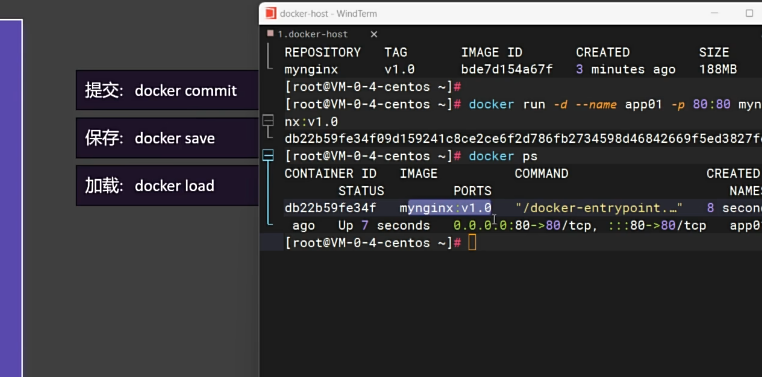 docker-host - WindTerm
1.docker-host
提交: docker commit
保存: docker save
加载: docker load
REPOSITORY TAG IMAGE ID CREATED SIZE
mynginx v1.0 bde7d154a67f 3 minutes ago 188MB
[root@VM-0-4-centos ~]#
[root@VM-0-4-centos ~]# docker run -d --name app01 -p 80:80 myn
nx:v1.0
db22b59fe34f09d159241c8ce2ce6f2d786fb2734598d46842669f5ed3827f
[root@VM-0-4-centos ~]# docker ps
CONTAINER ID IMAGE COMMAND CREATED
STATUS PORTS NAMES
db22b59fe34f mynginx:v1.0 "/docker-entrypoint.…" 8 secon
ago Up 7 seconds 0.0.0.0:80->80/tcp, :::80->80/tcp app0
[root@VM-0-4-centos ~]#